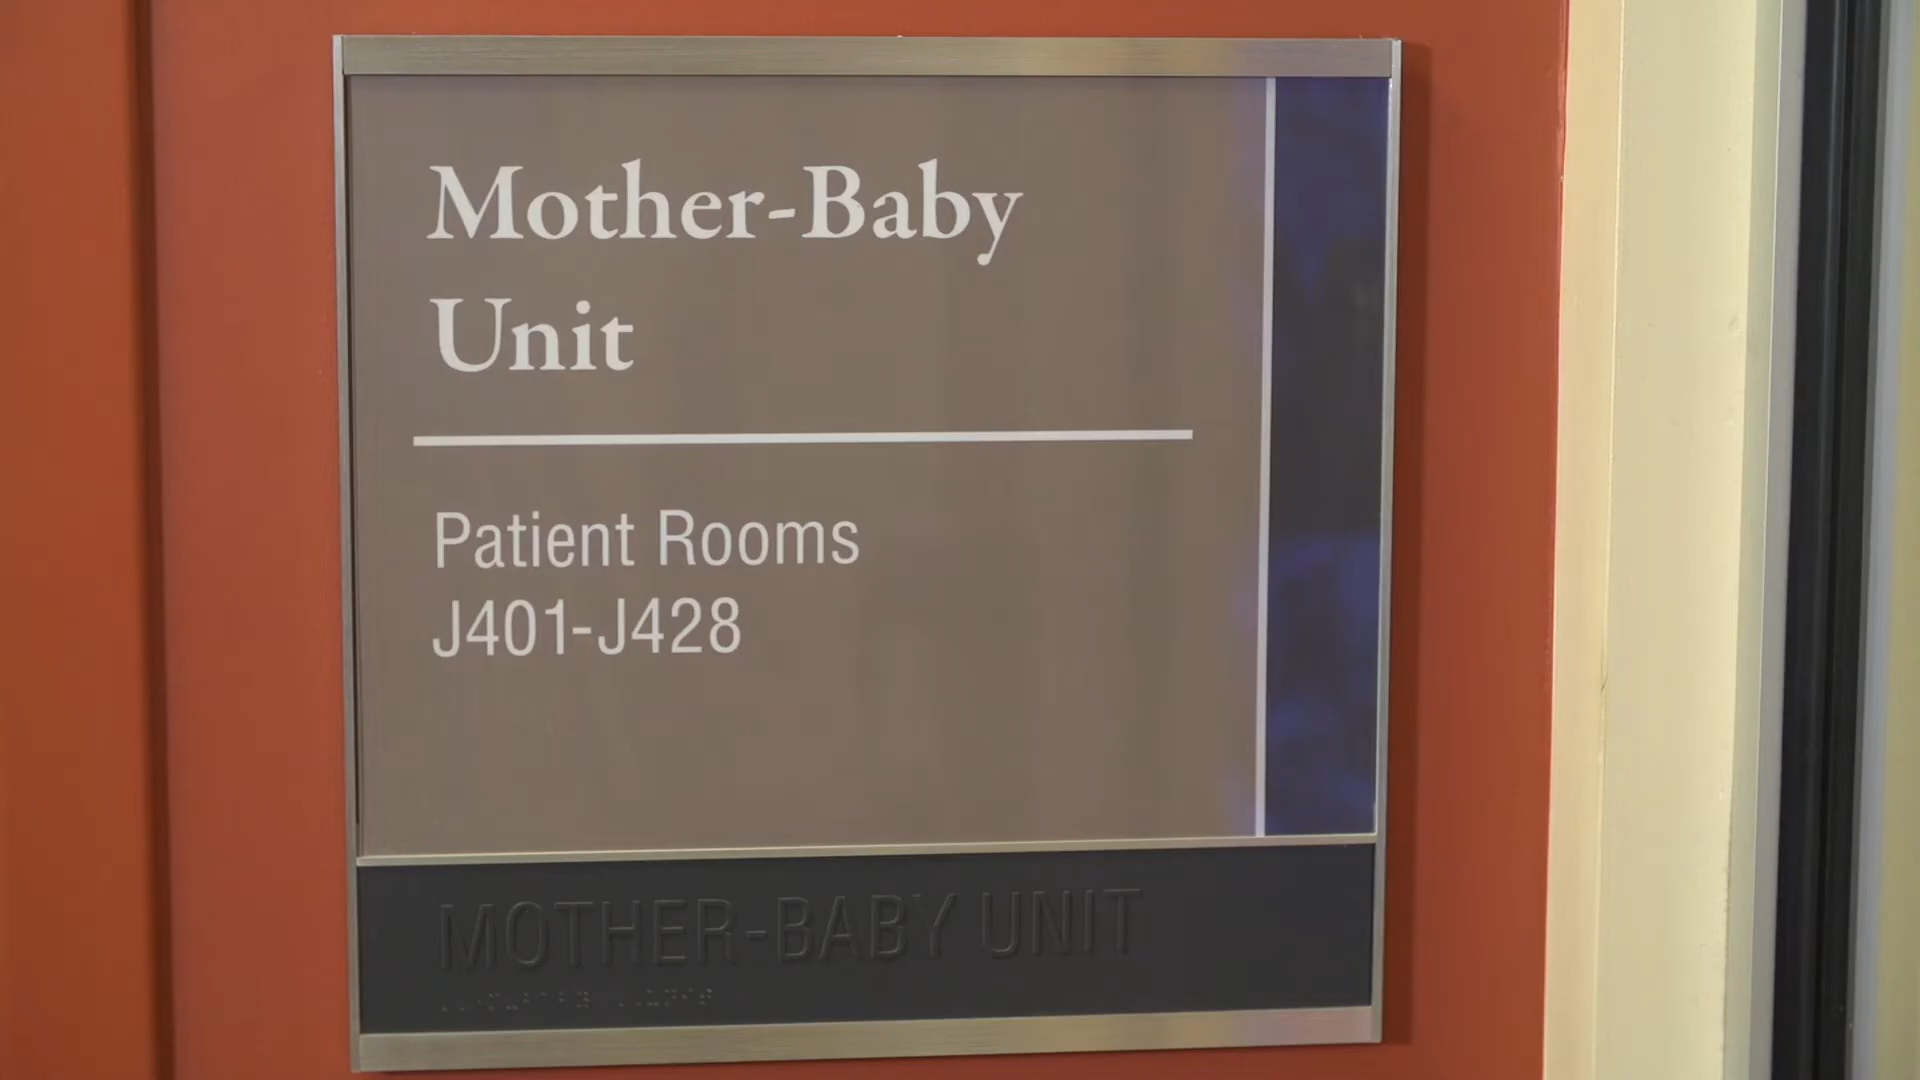 Mother-Baby
Unit
Patient Rooms
J401-J428
MOTHER-BABY UNIT